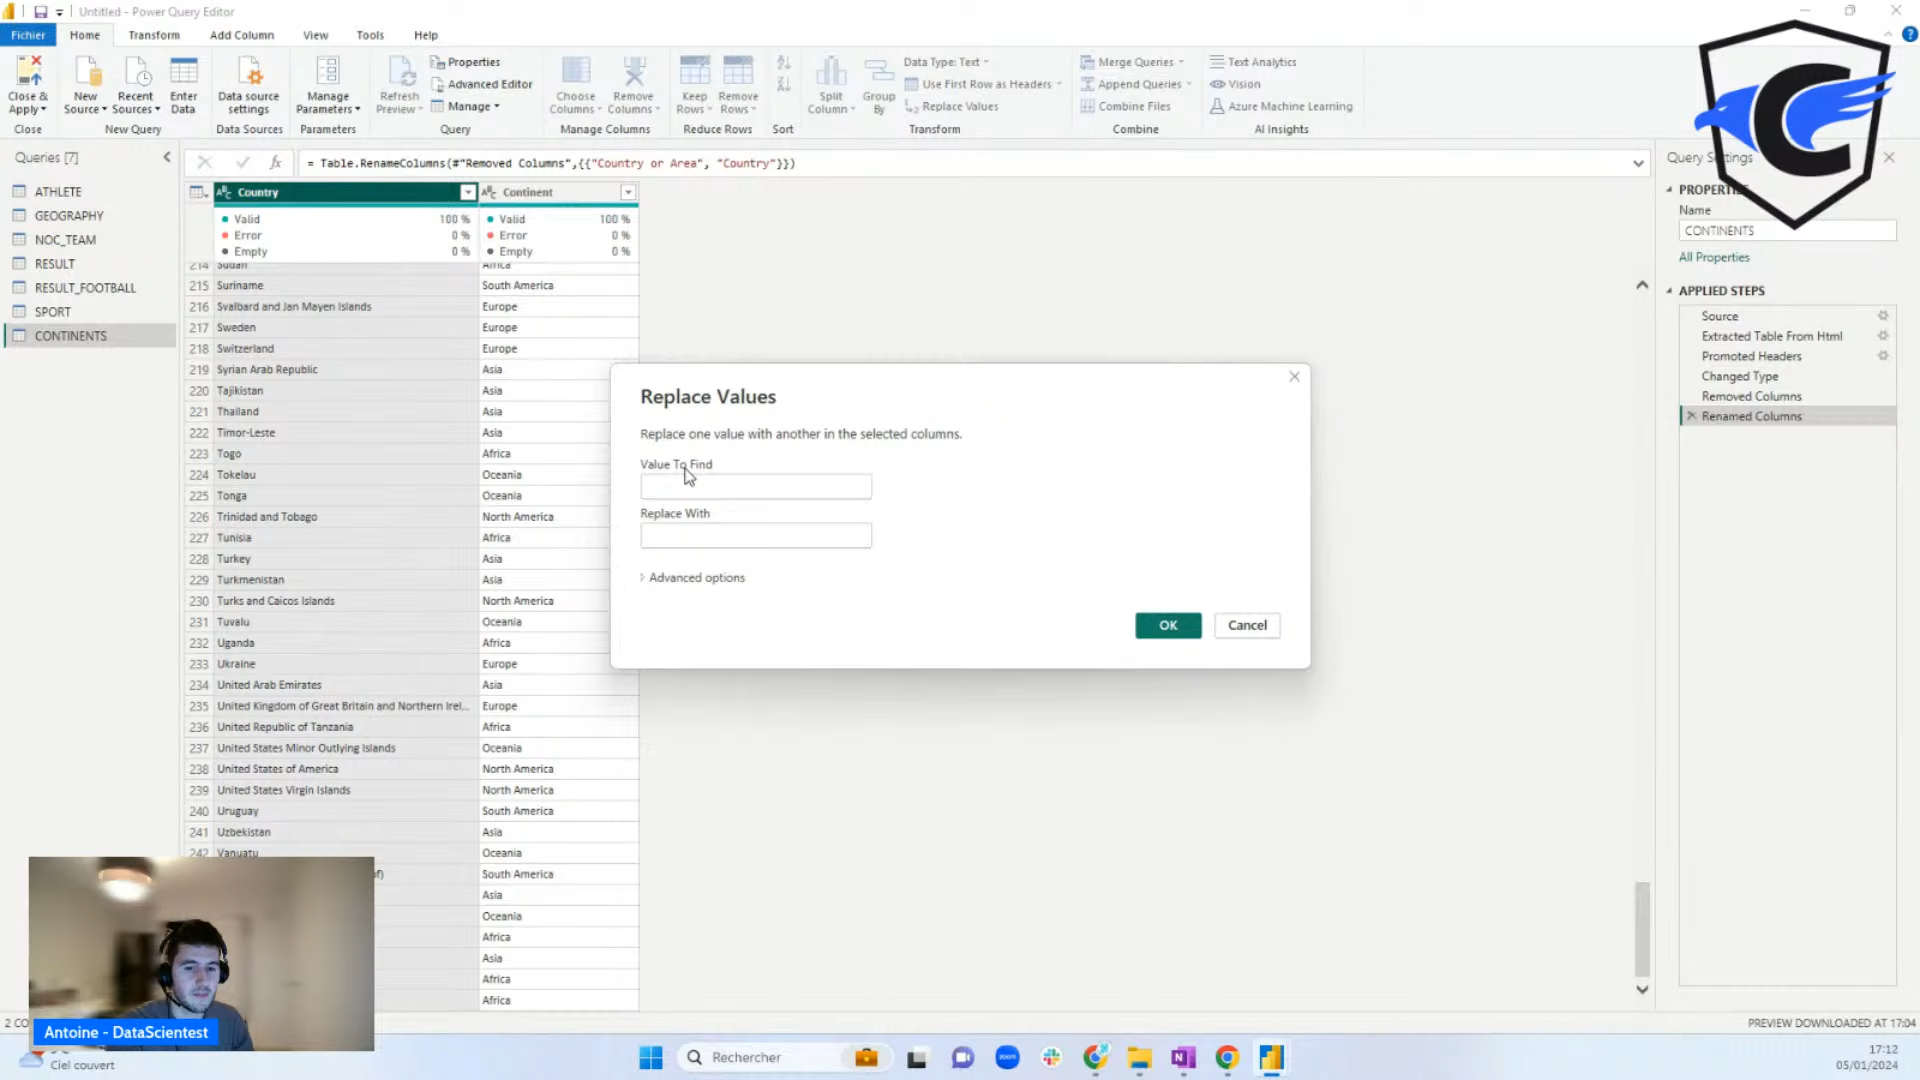 Untitled - Power Query Editor
Fichier Home Transform Add Column View Tools Help
Close & Apply
New Source
Recent Sources
Enter Data
Data source settings
Manage Parameters
Refresh Preview
Properties
Advanced Editor
Manage
Choose Columns
Remove Columns
Keep Rows
Remove Rows
Split Column
Group By
Data Type: Text
Use First Row as Headers
Replace Values
Merge Queries
Append Queries
Combine Files
Text Analytics
Vision
Azure Machine Learning
Close New Query Data Sources Parameters Query Manage Columns Reduce Rows Sort Transform Combine AI Insights
Queries [7]
ATHLETE
GEOGRAPHY
NOC_TEAM
RESULT
RESULT_FOOTBALL
SPORT
CONTINENTS
= Table.RenameColumns(#"Removed Columns",{{"Country or Area", "Country"}})
Country Continent
Valid 100 % Valid 100 %
Error 0 % Error 0 %
Empty 0 % Empty 0 %
214 Sudan Africa
215 Suriname South America
216 Svalbard and Jan Mayen Islands Europe
217 Sweden Europe
218 Switzerland Europe
219 Syrian Arab Republic Asia
220 Tajikistan Asia
221 Thailand Asia
222 Timor-Leste Asia
223 Togo Africa
224 Tokelau Oceania
225 Tonga Oceania
226 Trinidad and Tobago North America
227 Tunisia Africa
228 Turkey Asia
229 Turkmenistan Asia
230 Turks and Caicos Islands North America
231 Tuvalu Oceania
232 Uganda Africa
233 Ukraine Europe
234 United Arab Emirates Asia
235 United Kingdom of Great Britain and Northern Irel... Europe
236 United Republic of Tanzania Africa
237 United States Minor Outlying Islands Oceania
238 United States of America North America
239 United States Virgin Islands North America
240 Uruguay South America
241 Uzbekistan Asia
242 Vanuatu Oceania
South America
Asia
Oceania
Africa
Asia
Africa
Africa
Replace Values
Replace one value with another in the selected columns.
Value To Find
Replace With
Advanced options
OK Cancel
Query Settings
PROPERTIES
Name
CONTINENTS
All Properties
APPLIED STEPS
Source
Extracted Table From Html
Promoted Headers
Changed Type
Removed Columns
Renamed Columns
C
2 CO
PREVIEW DOWNLOADED AT 17:04
Antoine - DataScientest
Ciel couvert
Rechercher
zoom
17:12
05/01/2024